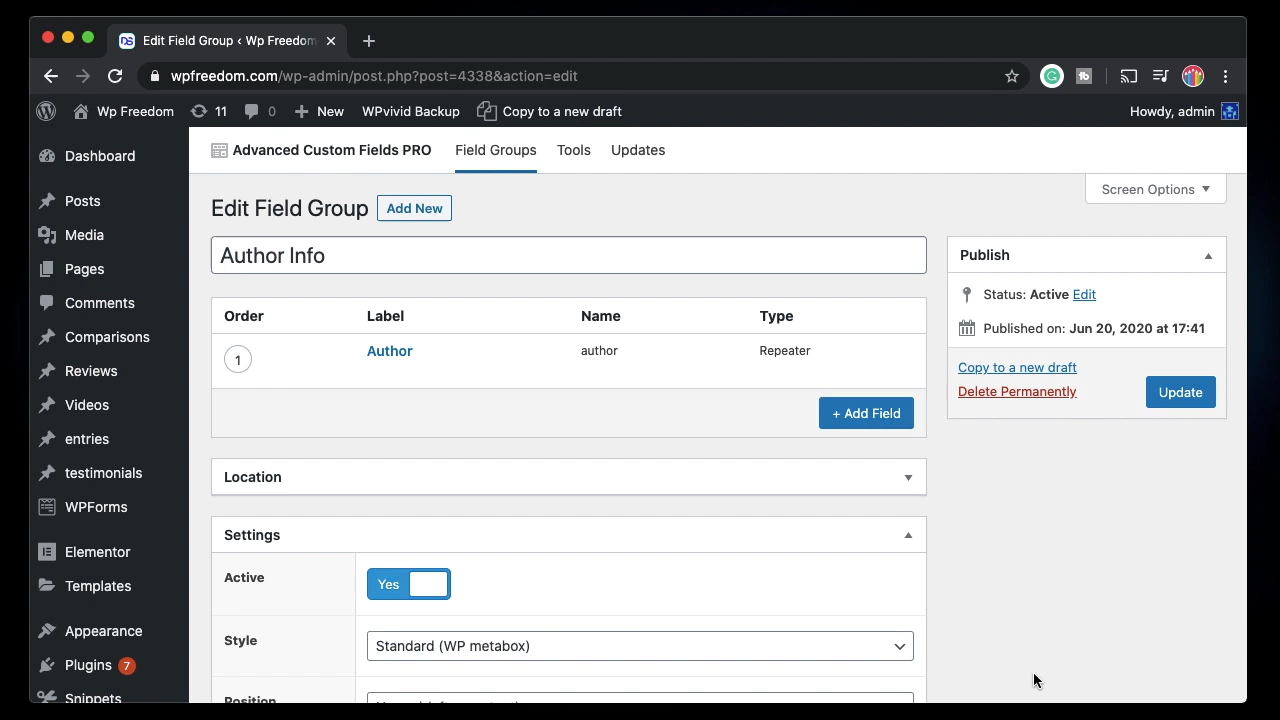 Edit Field Group ‹ Wp Freedom
wpfreedom.com/wp-admin/post.php?post=4338&action=edit
Wp Freedom 11 0 New WPvivid Backup Copy to a new draft Howdy, admin
Dashboard
Posts
Media
Pages
Comments
Comparisons
Reviews
Videos
entries
testimonials
WPForms
Elementor
Templates
Appearance
Plugins 7
Snippets
Advanced Custom Fields PRO Field Groups Tools Updates
Screen Options
Edit Field Group Add New
Author Info
Order Label Name Type
1 Author author Repeater
+ Add Field
Location
Settings
Active Yes
Style Standard (WP metabox)
Position
Publish
Status: Active Edit
Published on: Jun 20, 2020 at 17:41
Copy to a new draft
Delete Permanently
Update